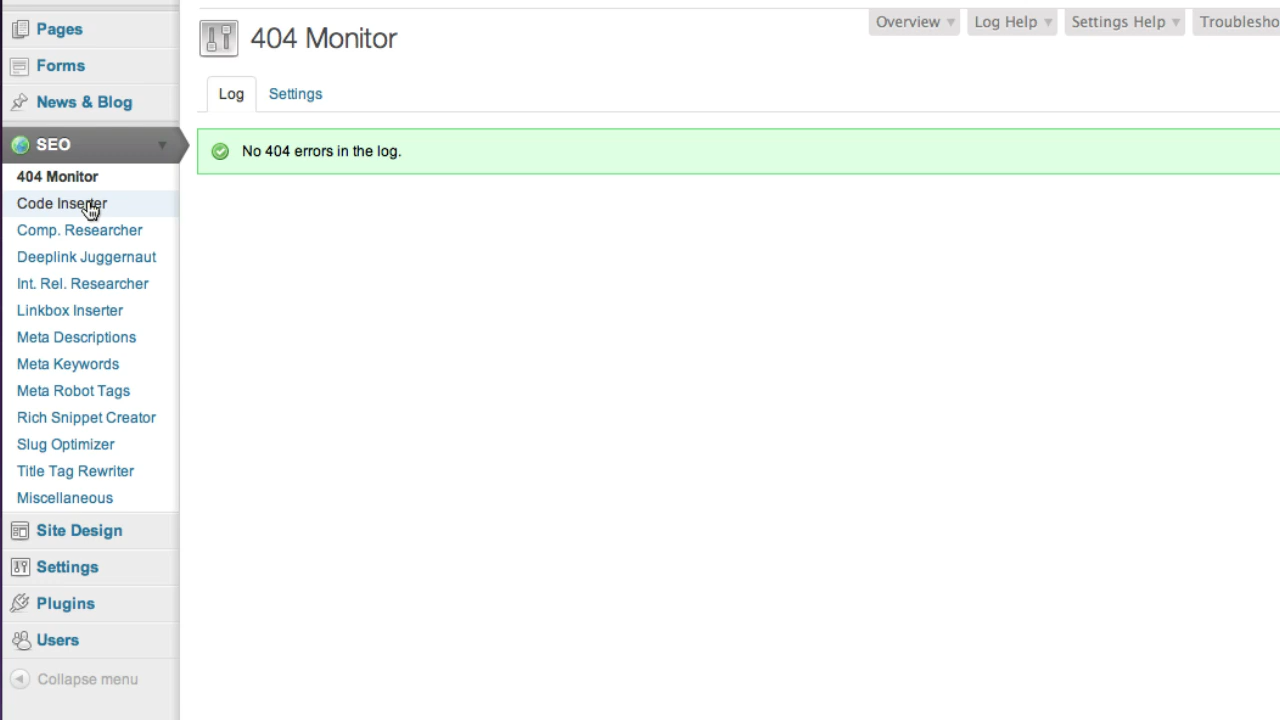 Pages
Forms
News & Blog
SEO
404 Monitor
Code Inserter
Comp. Researcher
Deeplink Juggernaut
Int. Rel. Researcher
Linkbox Inserter
Meta Descriptions
Meta Keywords
Meta Robot Tags
Rich Snippet Creator
Slug Optimizer
Title Tag Rewriter
Miscellaneous
Site Design
Settings
Plugins
Users
Collapse menu
Overview Log Help Settings Help Troublesho
404 Monitor
Log Settings
No 404 errors in the log.